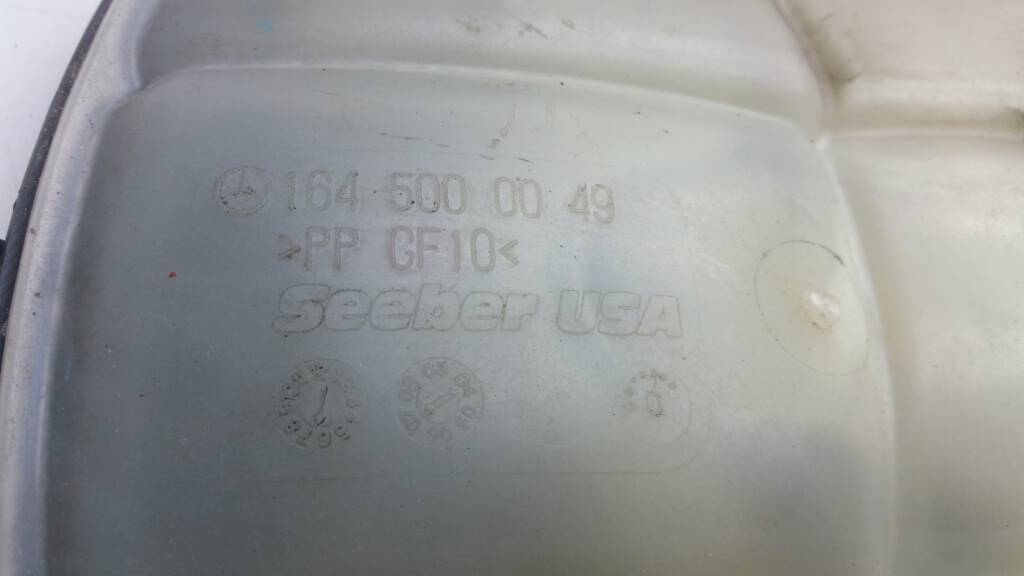 164 500 00 49
>PP GF10<
Seeber USA